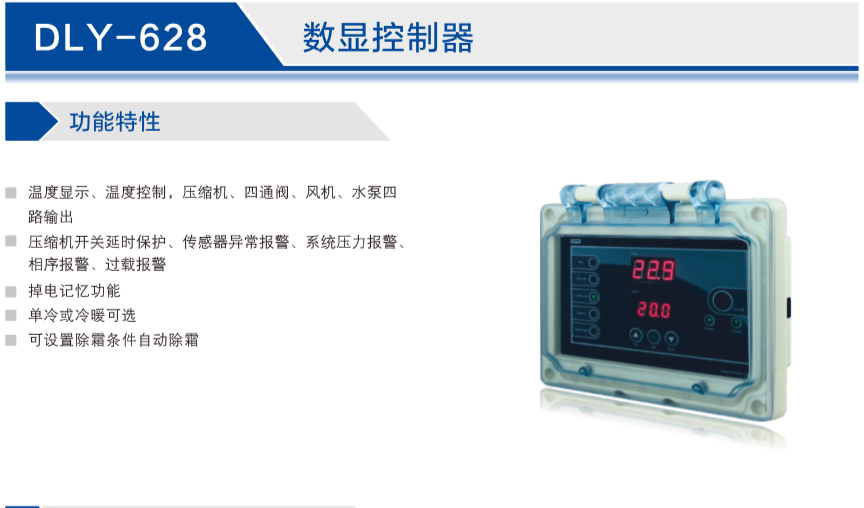 DLY-628
数显控制器
功能特性
温度显示、温度控制，压缩机、四通阀、风机、水泵四
路输出
压缩机开关延时保护、传感器异常报警、系统压力报警、
相序报警、过载报警
掉电记忆功能
单冷或冷暖可选
可设置除霜条件自动除霜
22.9
20.0